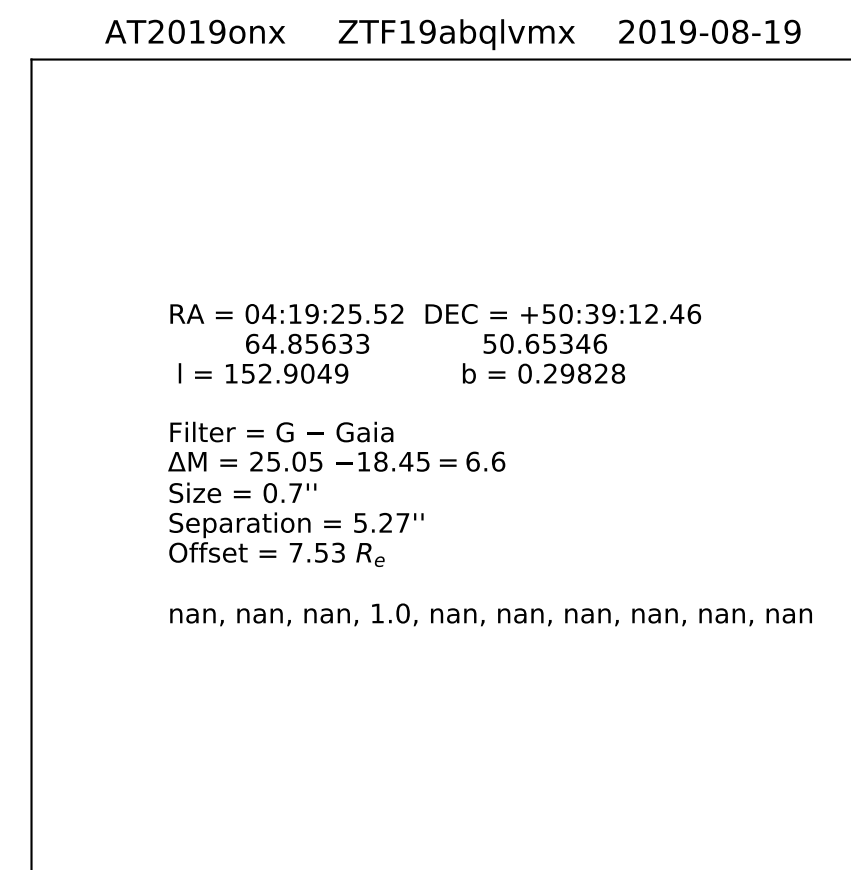 AT2019onx ZTF19abqlvmx 2019-08-19
RA = 04:19:25.52 DEC = +50:39:12.46
64.85633 50.65346
l = 152.9049 b = 0.29828
Filter = G − Gaia
ΔM = 25.05 −18.45 = 6.6
Size = 0.7''
Separation = 5.27''
Offset = 7.53 Re
nan, nan, nan, 1.0, nan, nan, nan, nan, nan, nan